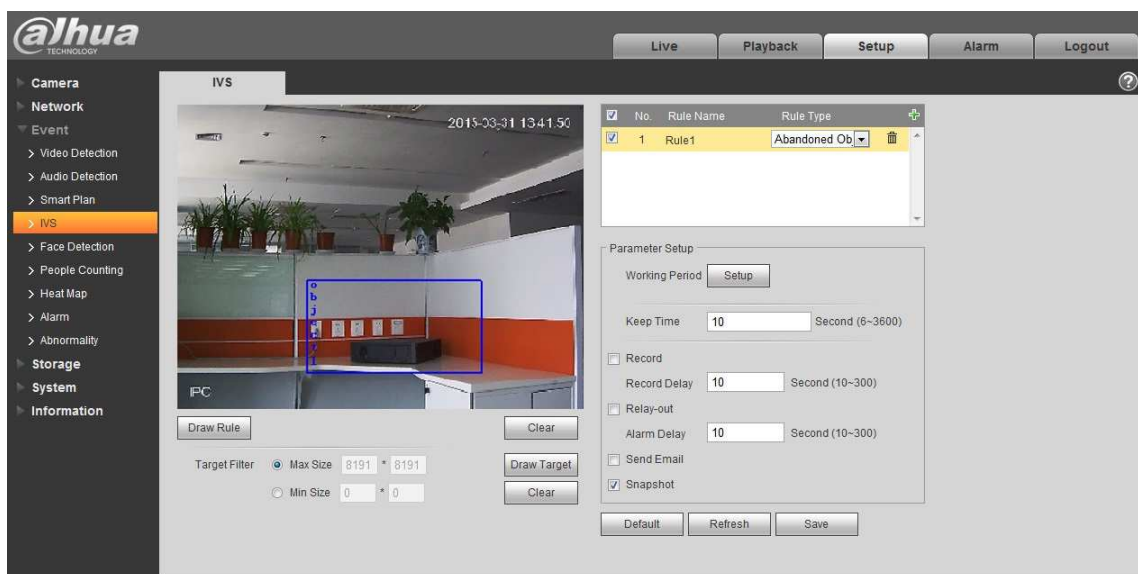 alhua
TECHNOLOGY
Live
Playback
Setup
Alarm
Logout
Camera
Network
Event
Video Detection
Audio Detection
Smart Plan
IVS
Face Detection
People Counting
Heat Map
Alarm
Abnormality
Storage
System
Information
IVS
2015-03-31 13:41:50
object1
IPC
Draw Rule
Clear
Target Filter
Max Size 8191 * 8191
Draw Target
Min Size 0 * 0
Clear
No. Rule Name Rule Type
1 Rule1 Abandoned Ob
Parameter Setup
Working Period Setup
Keep Time 10 Second (6~3600)
Record
Record Delay 10 Second (10~300)
Relay-out
Alarm Delay 10 Second (10~300)
Send Email
Snapshot
Default
Refresh
Save